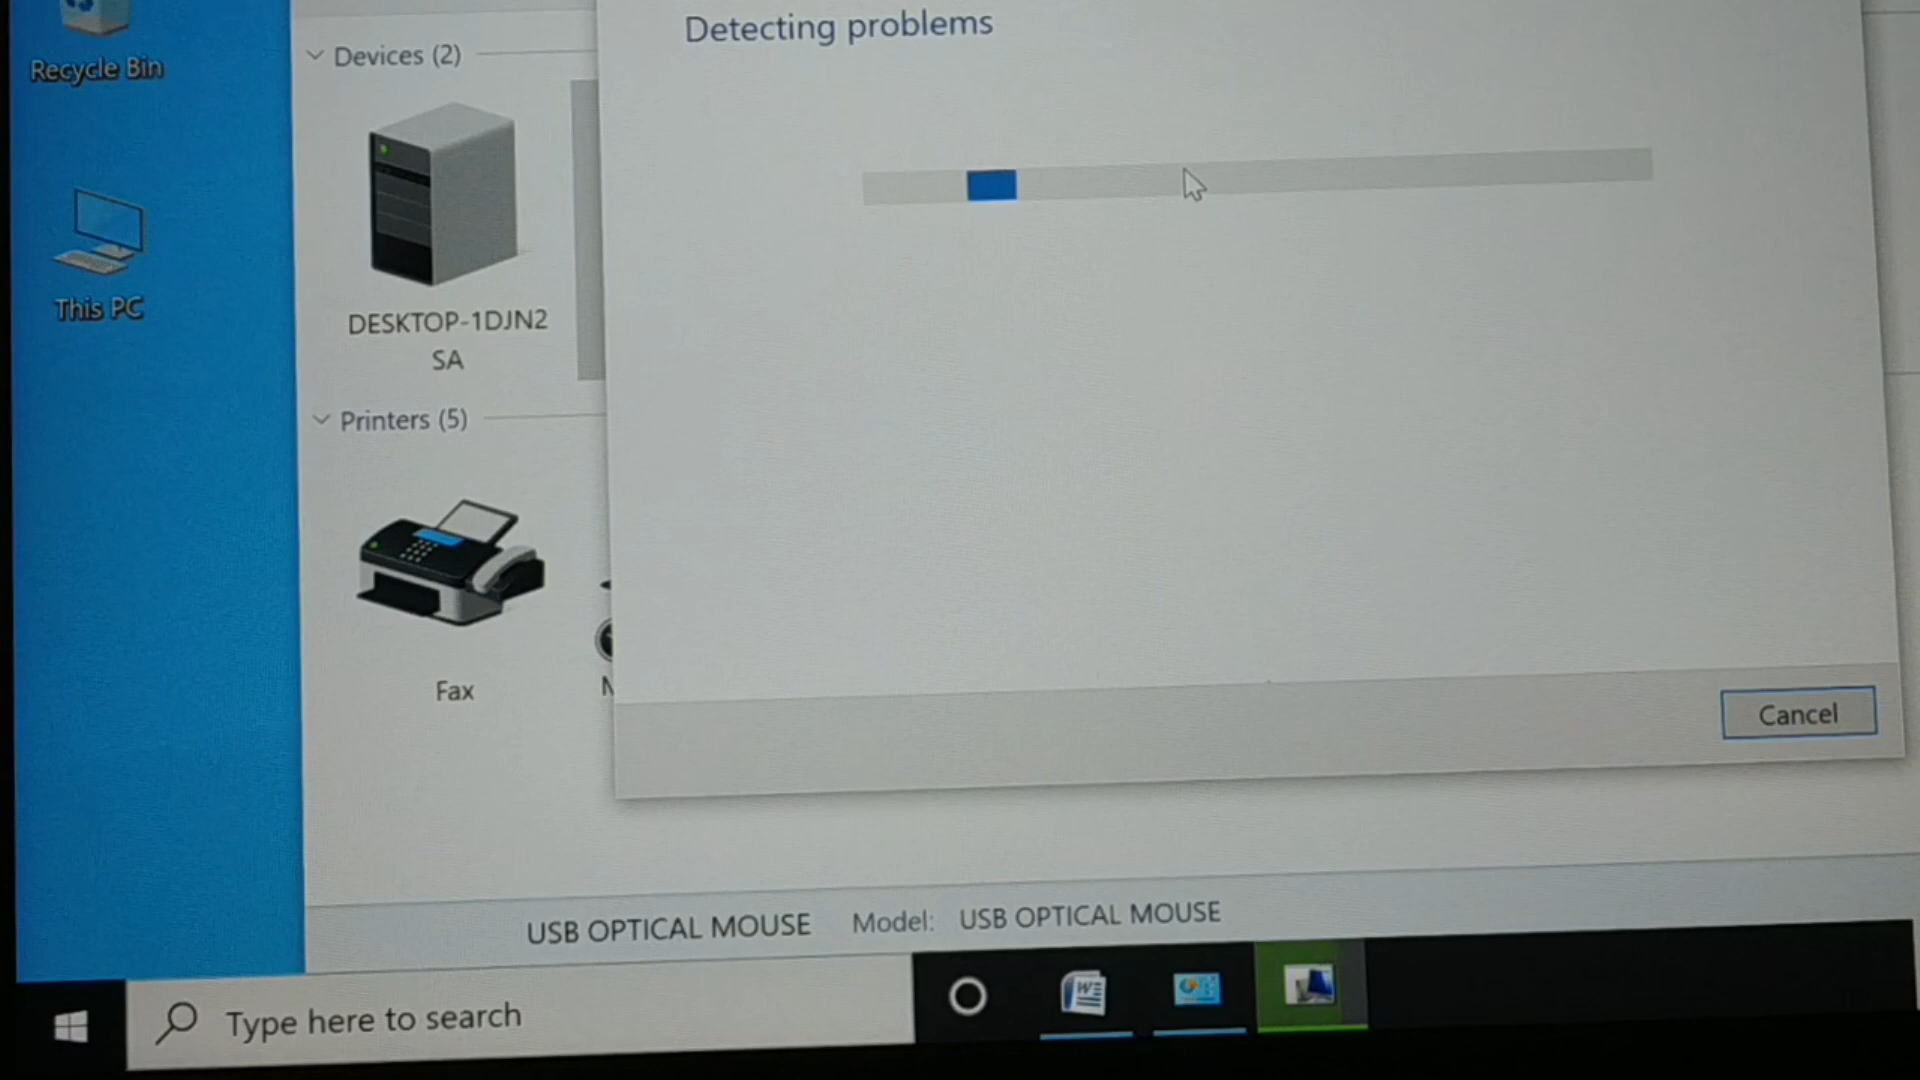 Recycle Bin
This PC
Devices (2)
DESKTOP-1DJN2
SA
Printers (5)
Fax
Detecting problems
Cancel
USB OPTICAL MOUSE Model: USB OPTICAL MOUSE
Type here to search